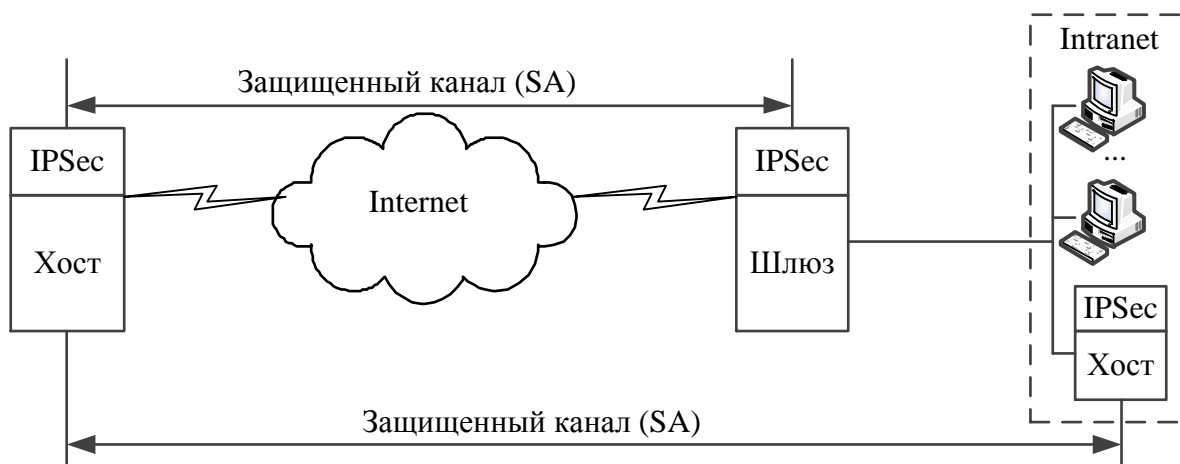 Intranet
Защищенный канал (SA)
IPSec
IPSec
...
Internet
Хост
Шлюз
IPSec
Хост
Защищенный канал (SA)